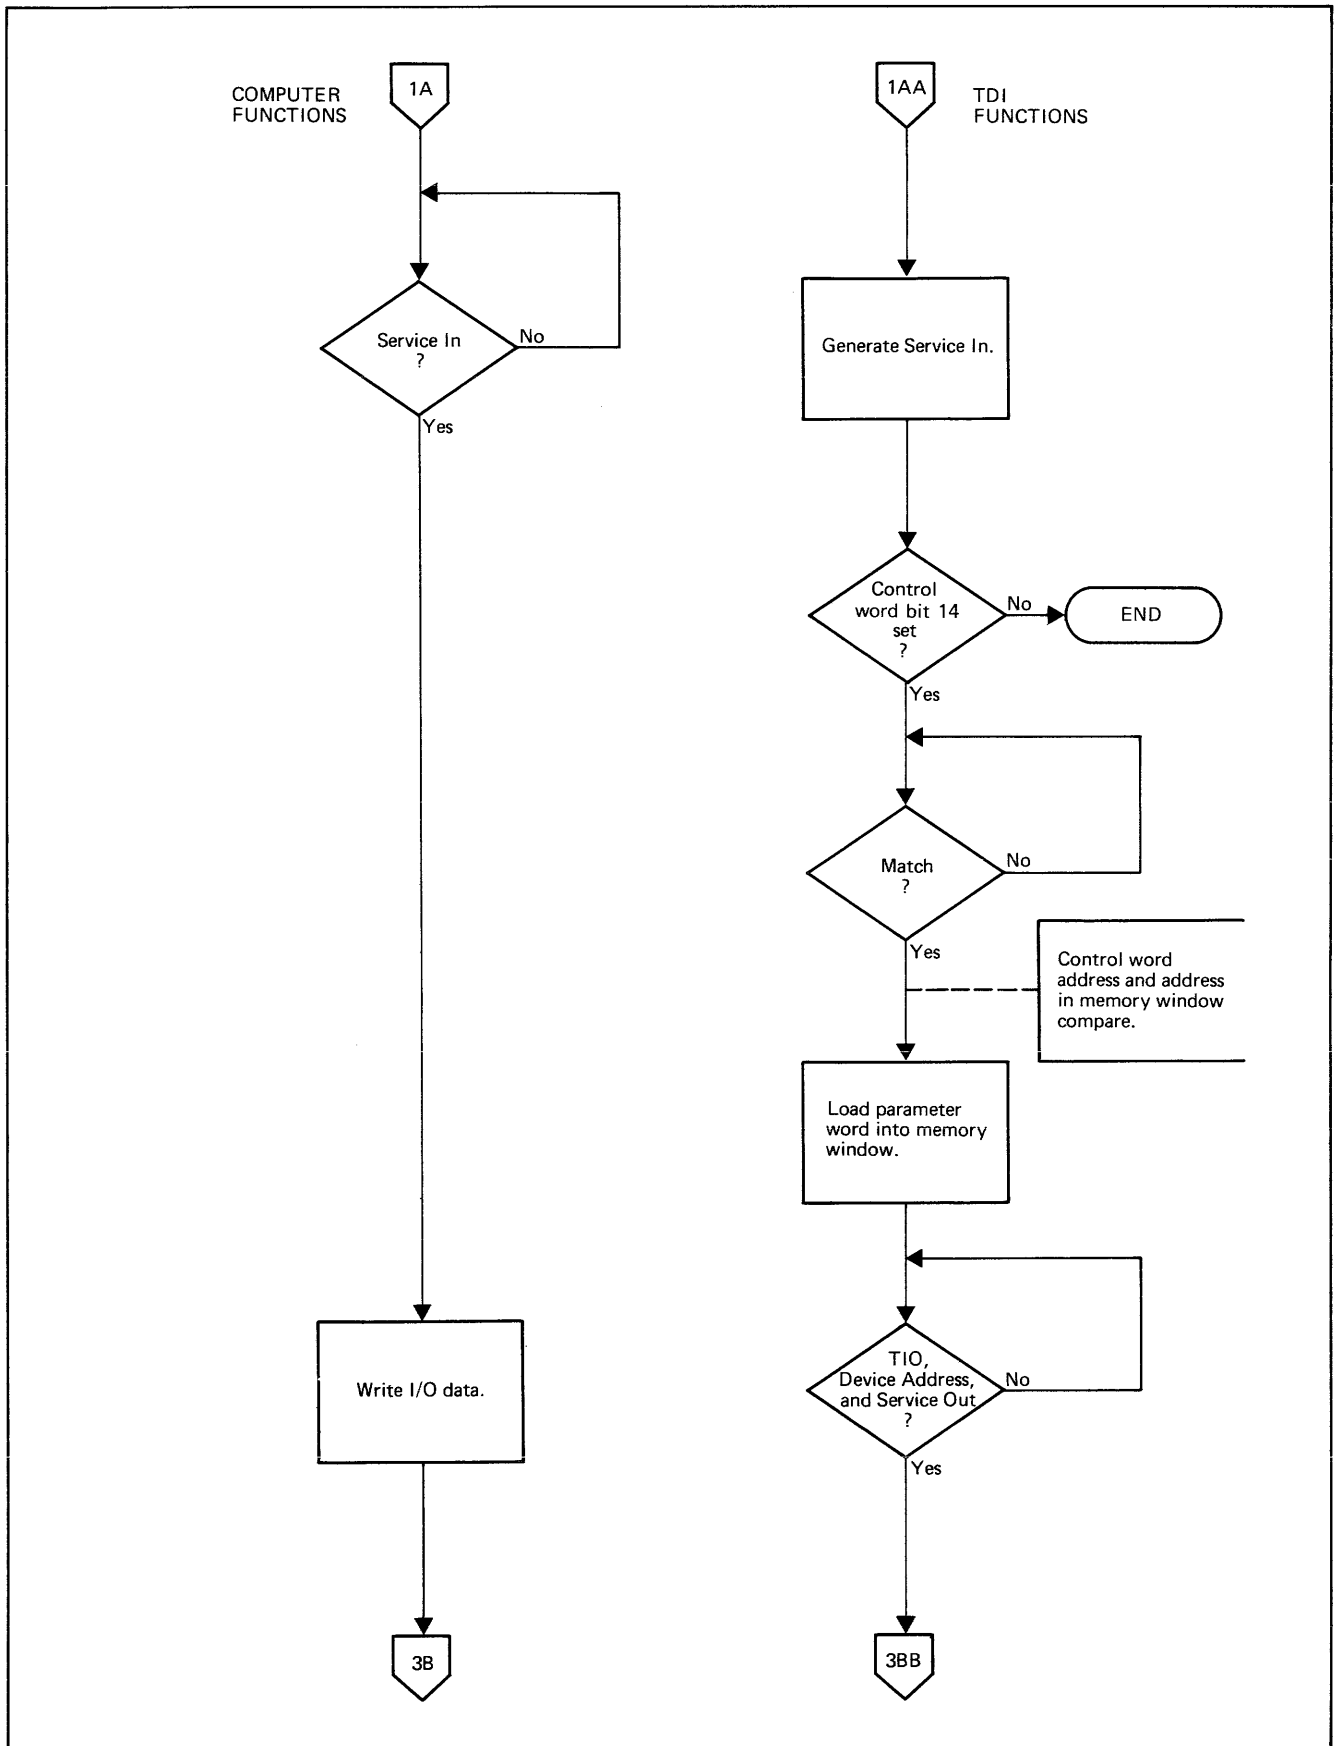 COMPUTER
FUNCTIONS
1A
Service In
?
No
Yes
Write I/O data.
3B
1AA
TDI
FUNCTIONS
Generate Service In.
Control
word bit 14
set
?
No
END
Yes
Match
?
No
Yes
Control word
address and address
in memory window
compare.
Load parameter
word into memory
window.
TIO,
Device Address,
and Service Out
?
No
Yes
3BB